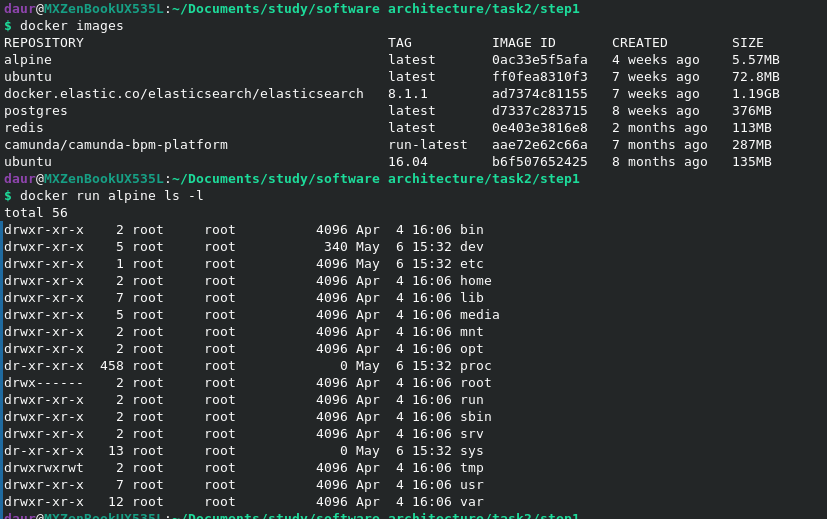 daur@MXZenBookUX535L:~/Documents/study/software architecture/task2/step1
$ docker images
REPOSITORY                                      TAG          IMAGE ID       CREATED        SIZE
alpine                                          latest       0ac33e5f5afa   4 weeks ago    5.57MB
ubuntu                                          latest       ff0fea8310f3   7 weeks ago    72.8MB
docker.elastic.co/elasticsearch/elasticsearch   8.1.1        ad7374c81155   7 weeks ago    1.19GB
postgres                                        latest       d7337c283715   8 weeks ago    376MB
redis                                           latest       0e403e3816e8   2 months ago   113MB
camunda/camunda-bpm-platform                    run-latest   aae72e62c66a   7 months ago   287MB
ubuntu                                          16.04        b6f507652425   8 months ago   135MB
daur@MXZenBookUX535L:~/Documents/study/software architecture/task2/step1
$ docker run alpine ls -l
total 56
drwxr-xr-x    2 root     root          4096 Apr  4 16:06 bin
drwxr-xr-x    5 root     root           340 May  6 15:32 dev
drwxr-xr-x    1 root     root          4096 May  6 15:32 etc
drwxr-xr-x    2 root     root          4096 Apr  4 16:06 home
drwxr-xr-x    7 root     root          4096 Apr  4 16:06 lib
drwxr-xr-x    5 root     root          4096 Apr  4 16:06 media
drwxr-xr-x    2 root     root          4096 Apr  4 16:06 mnt
drwxr-xr-x    2 root     root          4096 Apr  4 16:06 opt
dr-xr-xr-x  458 root     root             0 May  6 15:32 proc
drwx------    2 root     root          4096 Apr  4 16:06 root
drwxr-xr-x    2 root     root          4096 Apr  4 16:06 run
drwxr-xr-x    2 root     root          4096 Apr  4 16:06 sbin
drwxr-xr-x    2 root     root          4096 Apr  4 16:06 srv
dr-xr-xr-x   13 root     root             0 May  6 15:32 sys
drwxrwxrwt    2 root     root          4096 Apr  4 16:06 tmp
drwxr-xr-x    7 root     root          4096 Apr  4 16:06 usr
drwxr-xr-x   12 root     root          4096 Apr  4 16:06 var
daur@MXZenBookUX535L:~/Documents/study/software architecture/task2/step1